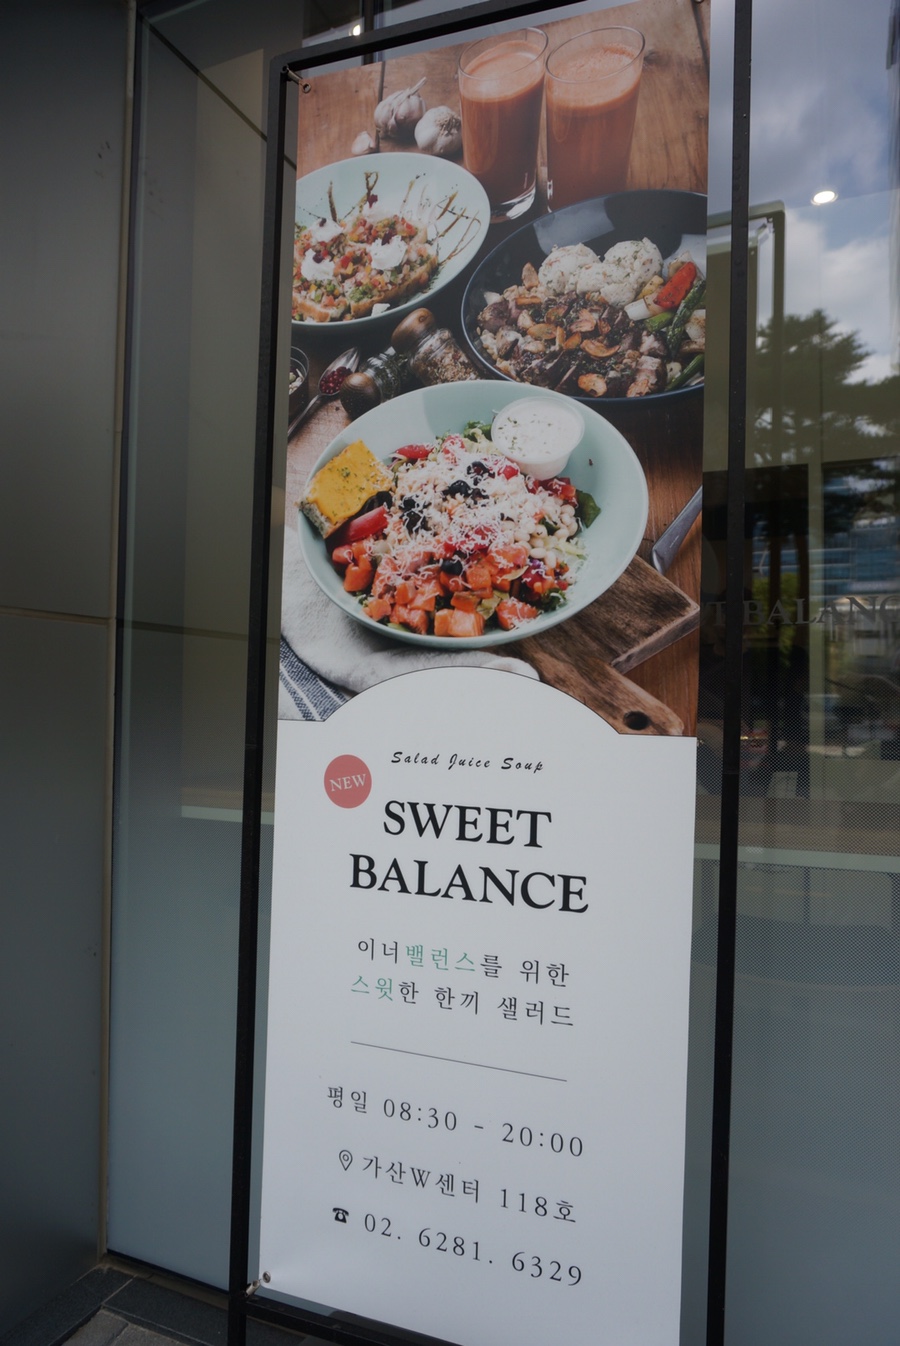 Salad Juice Soup
NEW
SWEET
BALANCE
이너밸런스를 위한
스윗한 한끼 샐러드
평일 08:30 - 20:00
가산W센터 118호
02. 6281. 6329
T BALANC